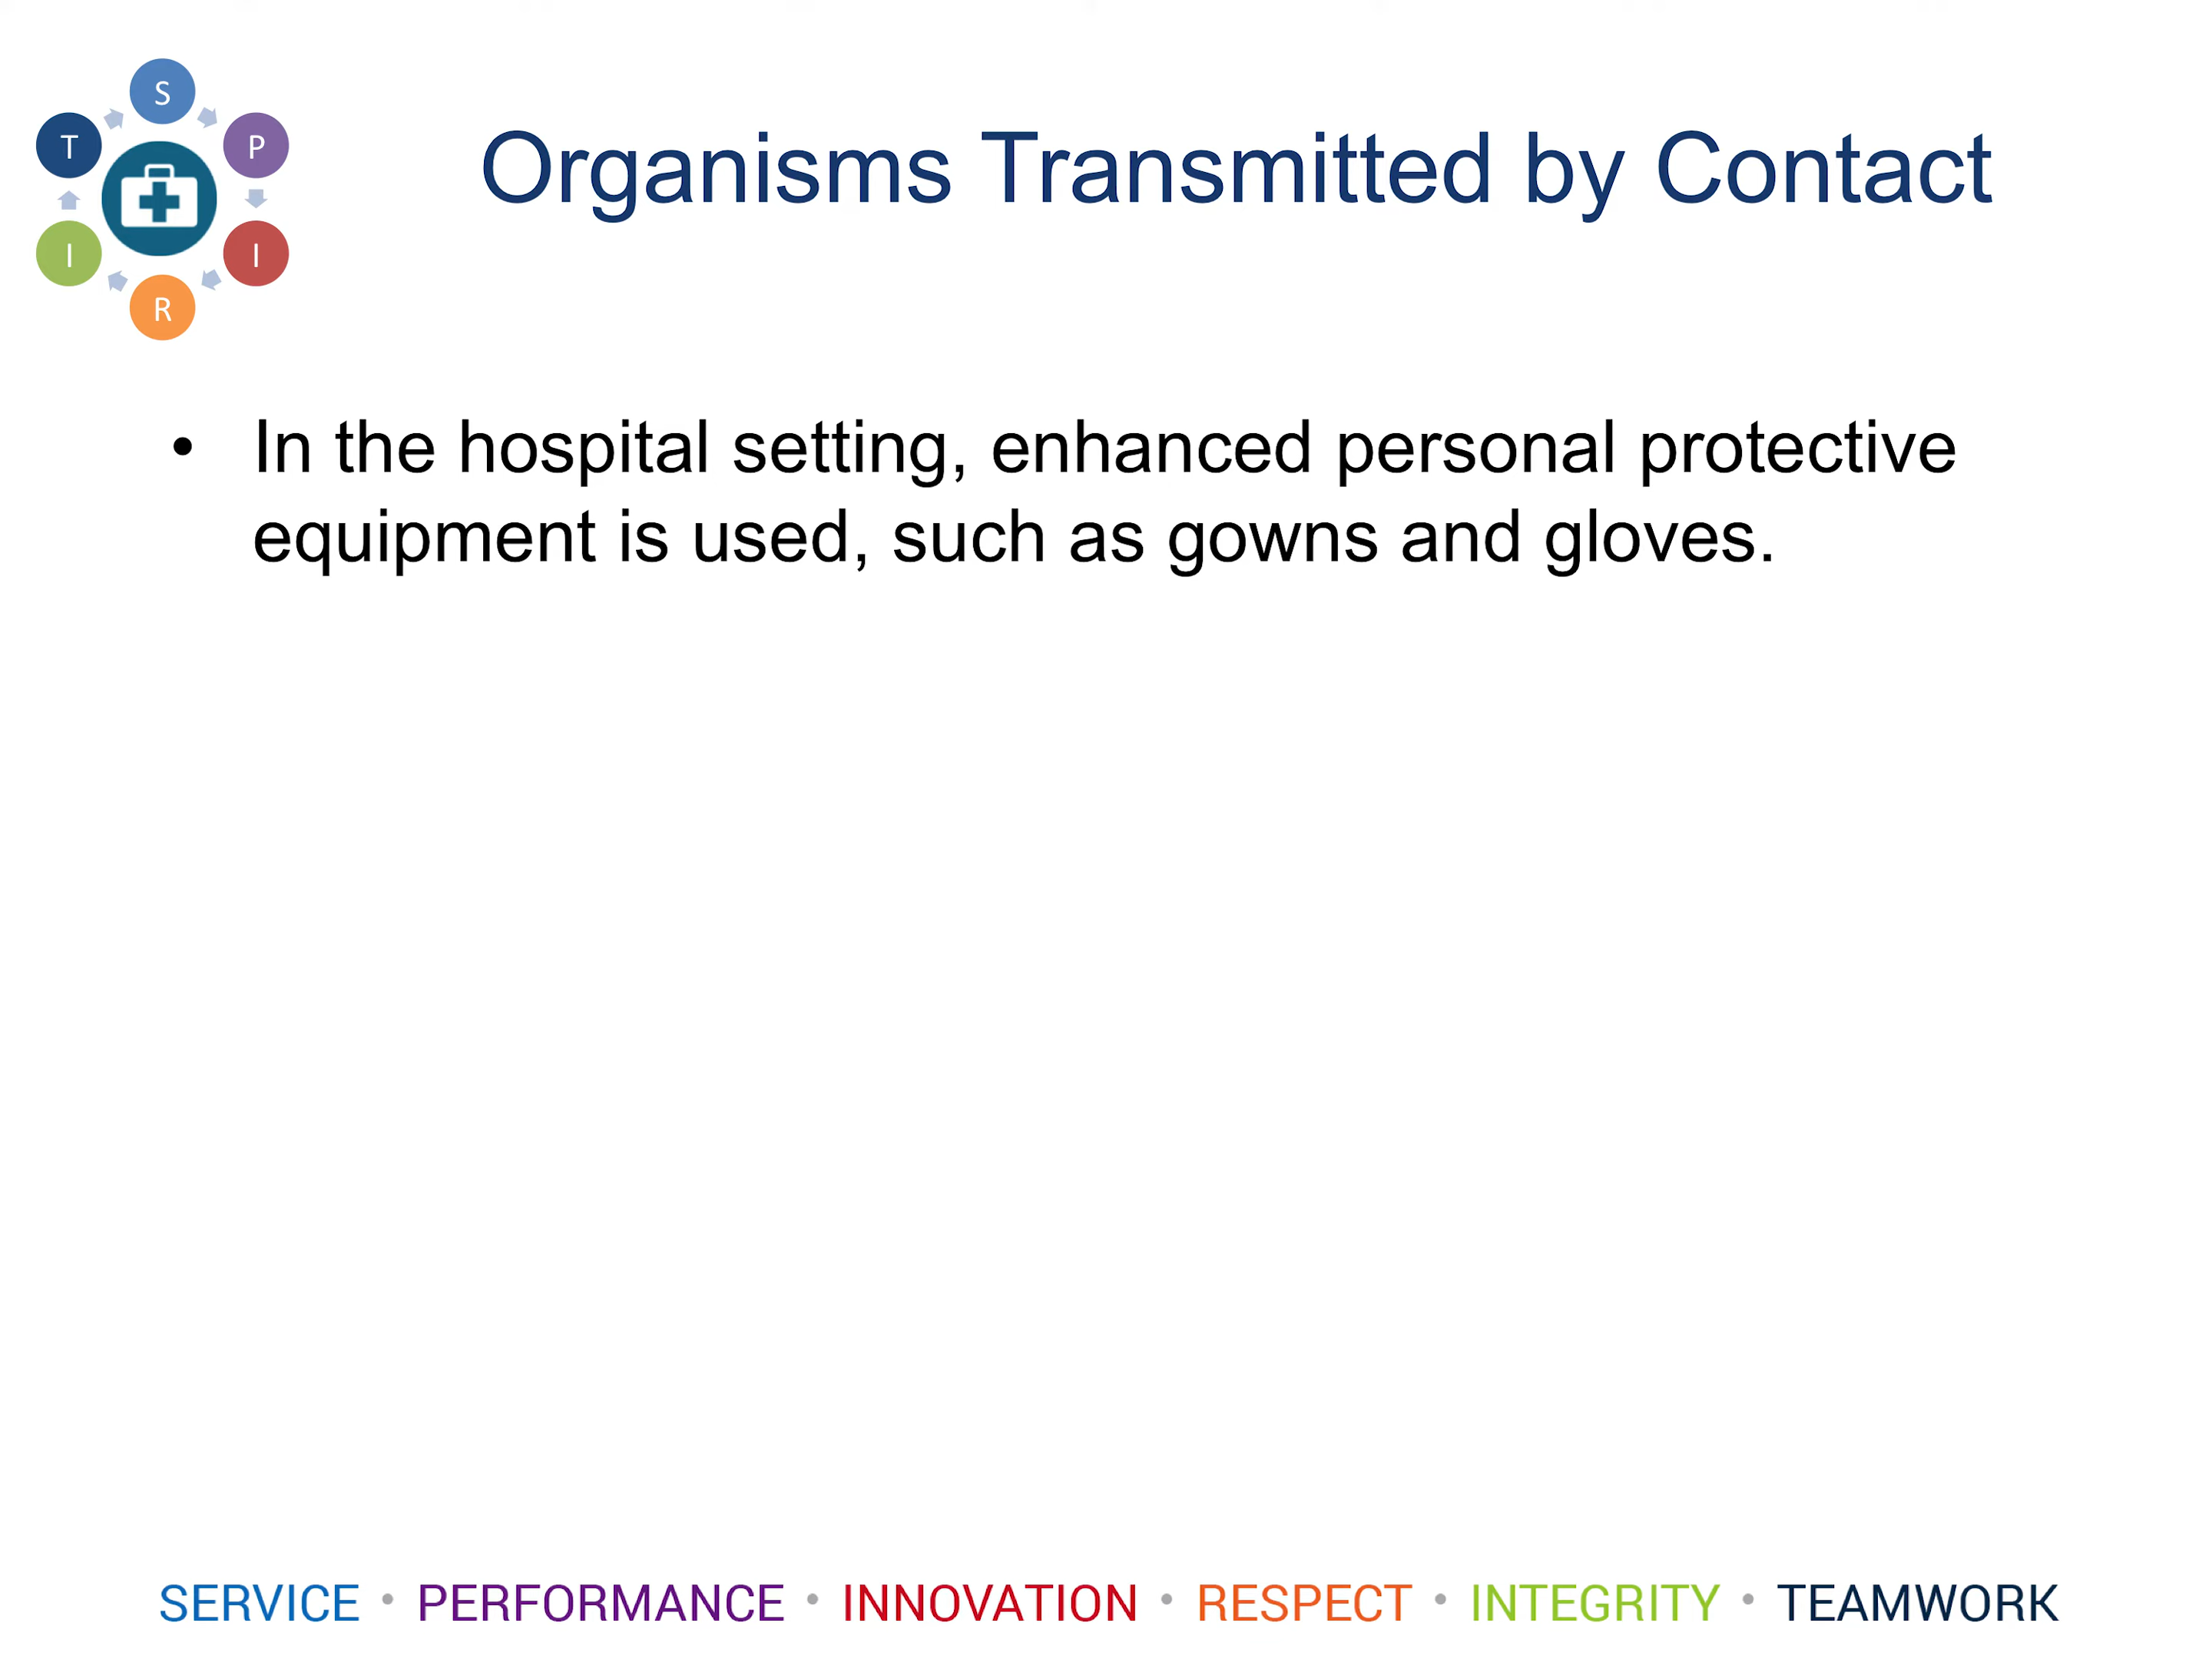 S
T
P
I
I
R
Organisms Transmitted by Contact
• In the hospital setting, enhanced personal protective
equipment is used, such as gowns and gloves.
SERVICE • PERFORMANCE • INNOVATION • RESPECT • INTEGRITY • TEAMWORK